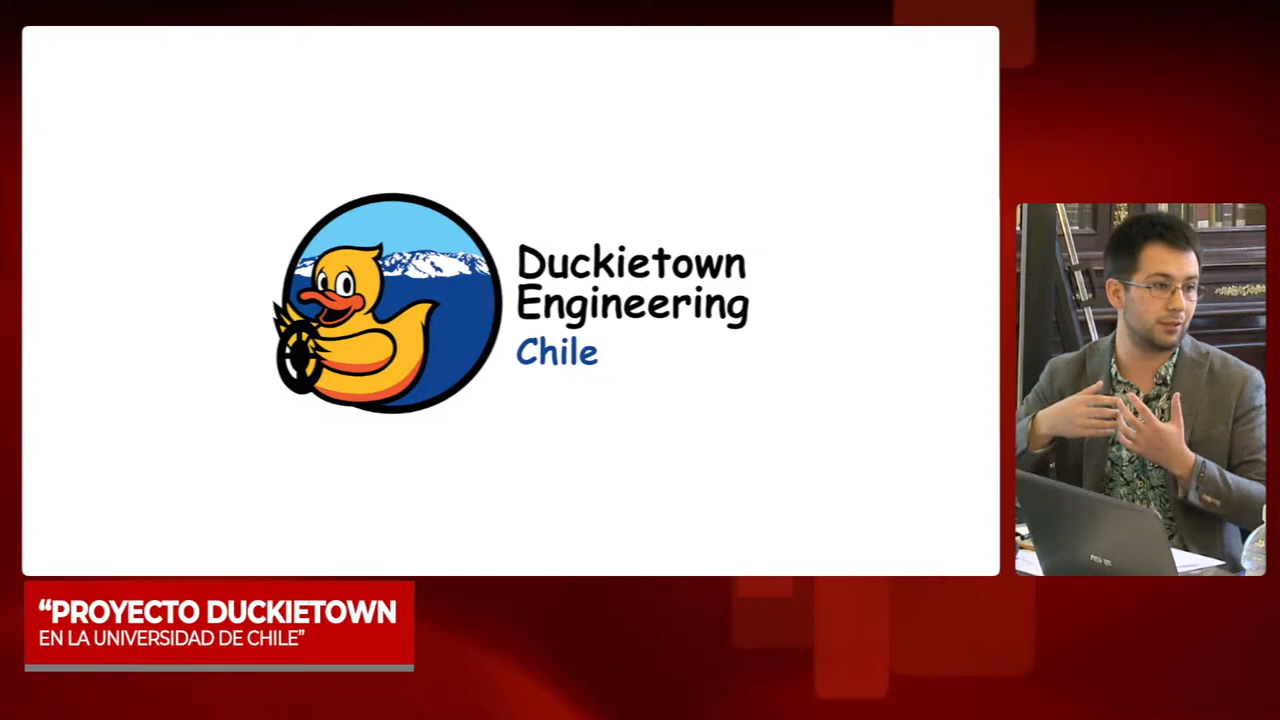 Duckietown
Engineering
Chile
“PROYECTO DUCKIETOWN
EN LA UNIVERSIDAD DE CHILE”